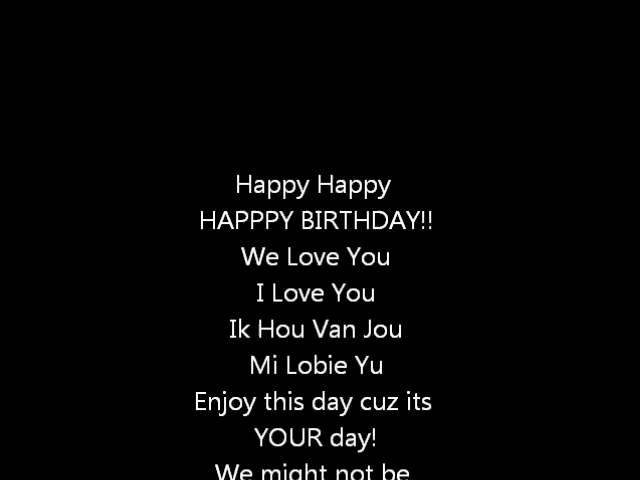 Happy Happy
HAPPPY BIRTHDAY!!
We Love You
I Love You
Ik Hou Van Jou
Mi Lobie Yu
Enjoy this day cuz its
YOUR day!
We might not be